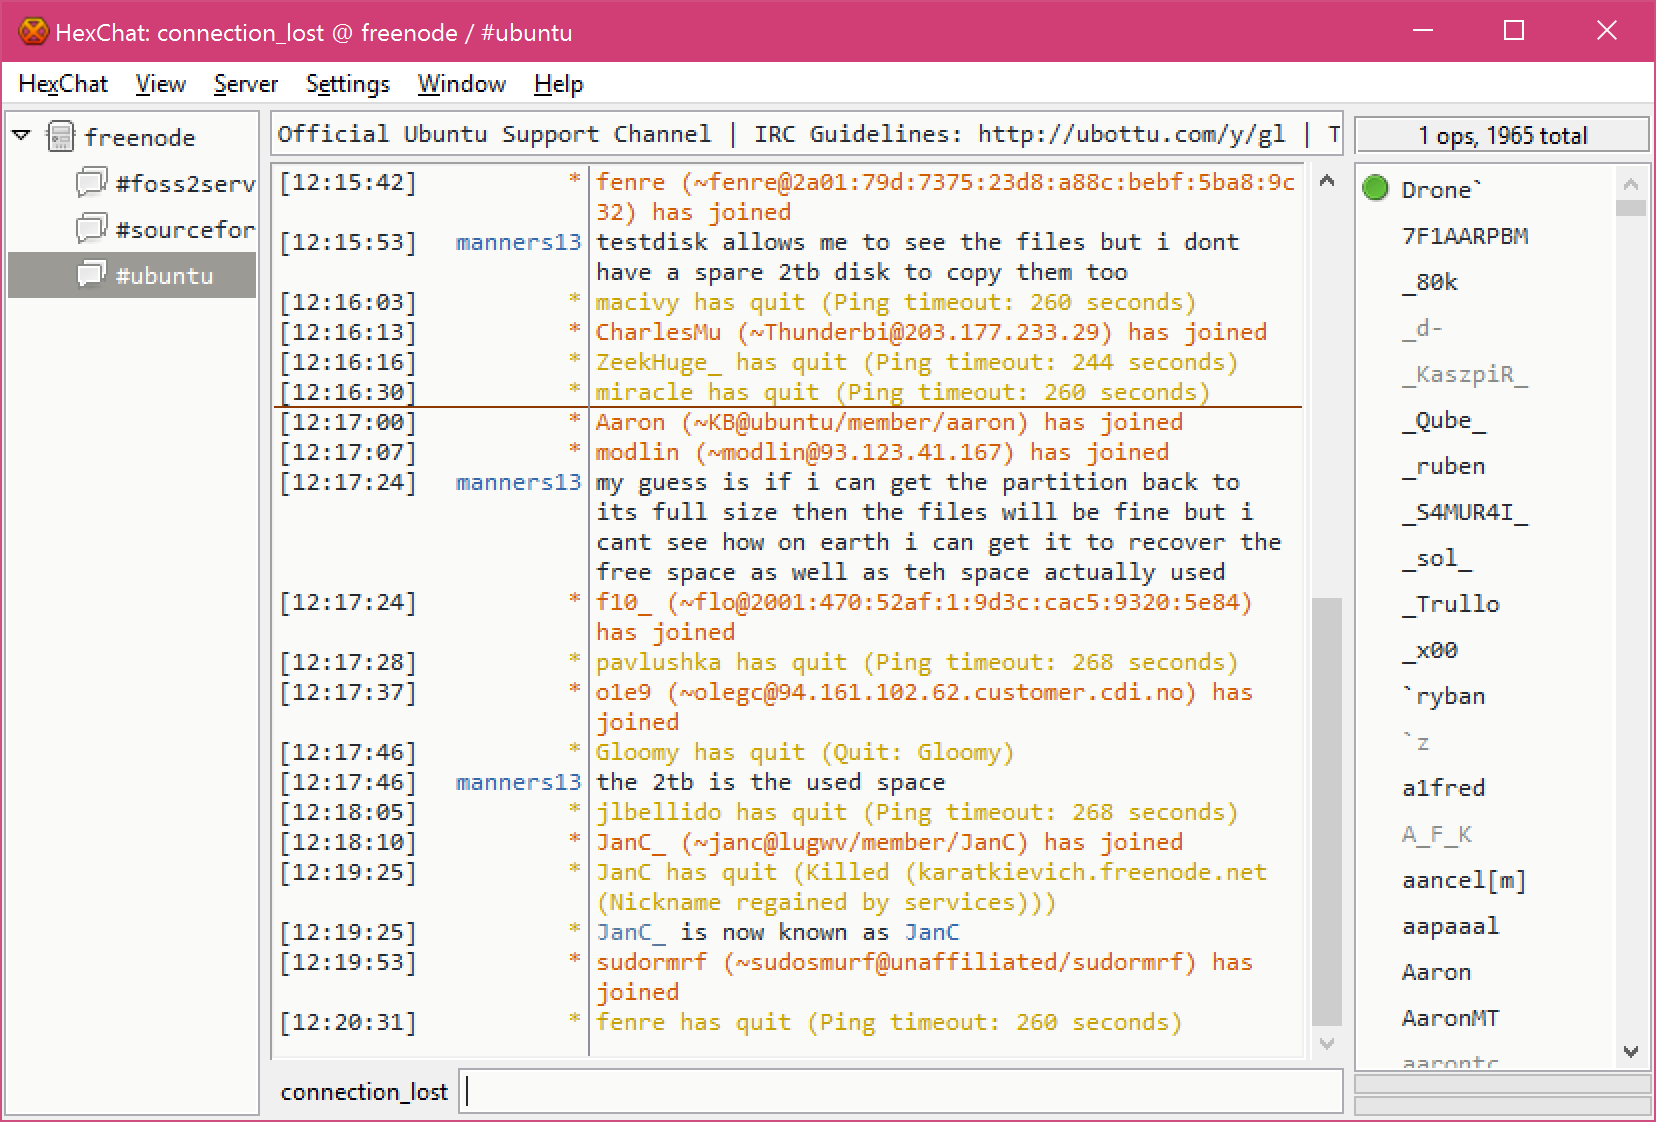 HexChat: connection_lost @ freenode / #ubuntu
HexChat View Server Settings Window Help
freenode
#foss2serv
#sourcefor
#ubuntu
Official Ubuntu Support Channel | IRC Guidelines: http://ubottu.com/y/gl | T
[12:15:42] * fenre (~fenre@2a01:79d:7375:23d8:a88c:bebf:5ba8:9c
32) has joined
[12:15:53] manners13 testdisk allows me to see the files but i dont
have a spare 2tb disk to copy them too
[12:16:03] * macivy has quit (Ping timeout: 260 seconds)
[12:16:13] * CharlesMu (~Thunderbi@203.177.233.29) has joined
[12:16:16] * ZeekHuge_ has quit (Ping timeout: 244 seconds)
[12:16:30] * miracle has quit (Ping timeout: 260 seconds)
[12:17:00] * Aaron (~KB@ubuntu/member/aaron) has joined
[12:17:07] * modlin (~modlin@93.123.41.167) has joined
[12:17:24] manners13 my guess is if i can get the partition back to
its full size then the files will be fine but i
cant see how on earth i can get it to recover the
free space as well as teh space actually used
[12:17:24] * f10_ (~flo@2001:470:52af:1:9d3c:cac5:9320:5e84)
has joined
[12:17:28] * pavlushka has quit (Ping timeout: 268 seconds)
[12:17:37] * o1e9 (~olegc@94.161.102.62.customer.cdi.no) has
joined
[12:17:46] * Gloomy has quit (Quit: Gloomy)
[12:17:46] manners13 the 2tb is the used space
[12:18:05] * jlbellido has quit (Ping timeout: 268 seconds)
[12:18:10] * JanC_ (~janc@lugwv/member/JanC) has joined
[12:19:25] * JanC has quit (Killed (karatkievich.freenode.net
(Nickname regained by services)))
[12:19:25] * JanC_ is now known as JanC
[12:19:53] * sudormrf (~sudosmurf@unaffiliated/sudormrf) has
joined
[12:20:31] * fenre has quit (Ping timeout: 260 seconds)
connection_lost
1 ops, 1965 total
Drone`
7F1AARPBM
_80k
_d-
_KaszpiR_
_Qube_
_ruben
_S4MUR4I_
_sol_
_Trullo
_x00
`ryban
`z
a1fred
A_F_K
aancel[m]
aapaaal
Aaron
AaronMT
aarontc